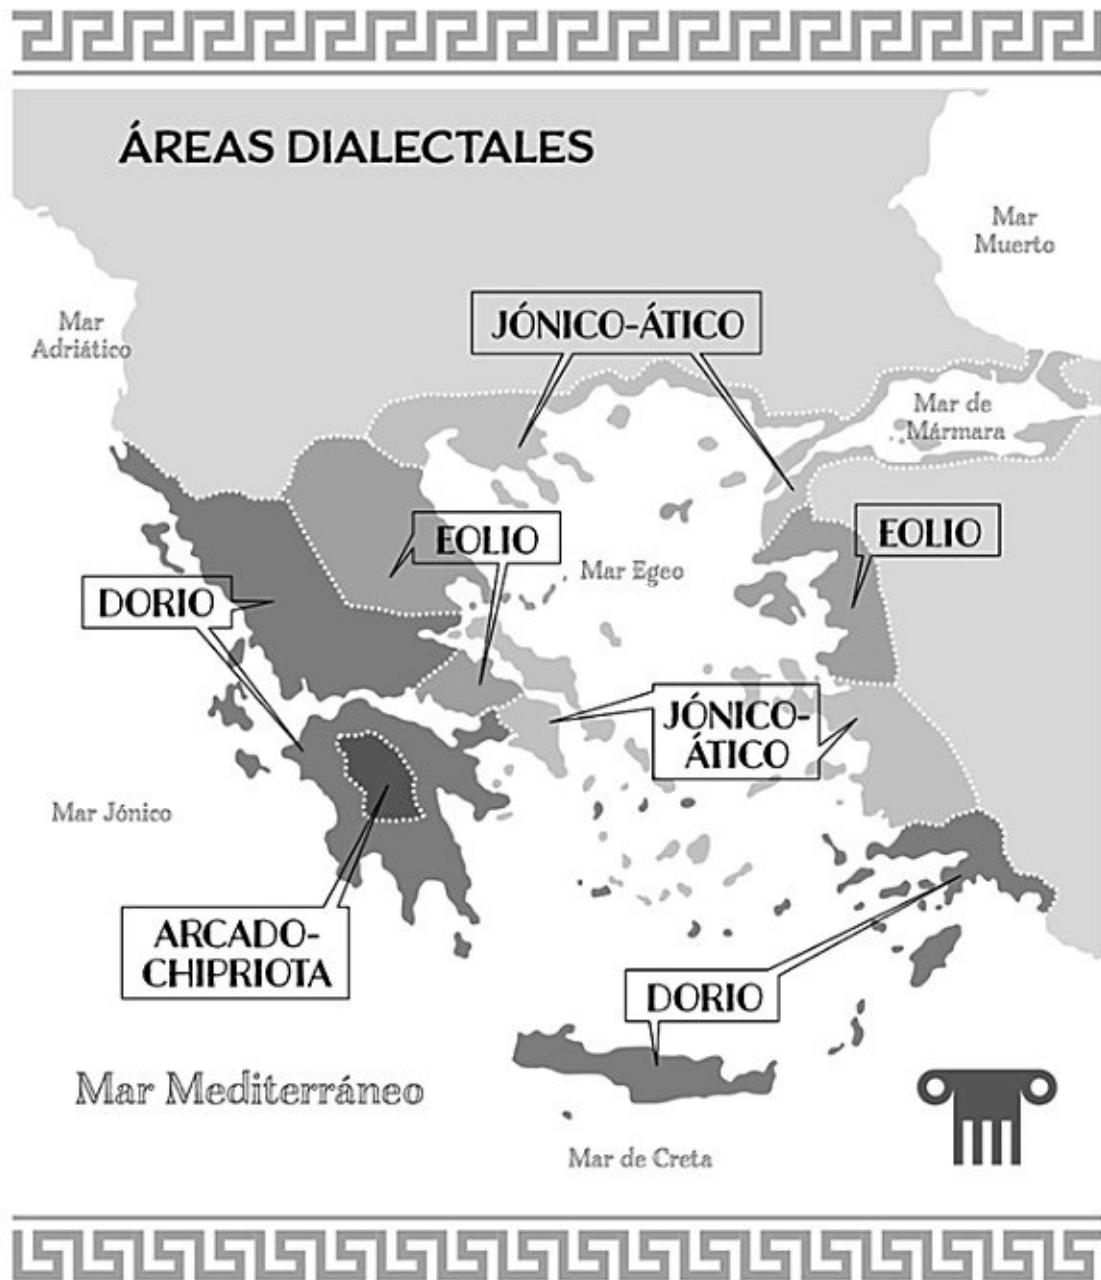 ÁREAS DIALECTALES
Mar
Muerto
Mar
Adriático
JÓNICO-ÁTICO
Mar de
Mármara
EOLIO
EOLIO
Mar Egeo
DORIO
JÓNICO-
ÁTICO
Mar Jónico
ARCADO-
CHIPRIOTA
DORIO
Mar Mediterráneo
Mar de Creta